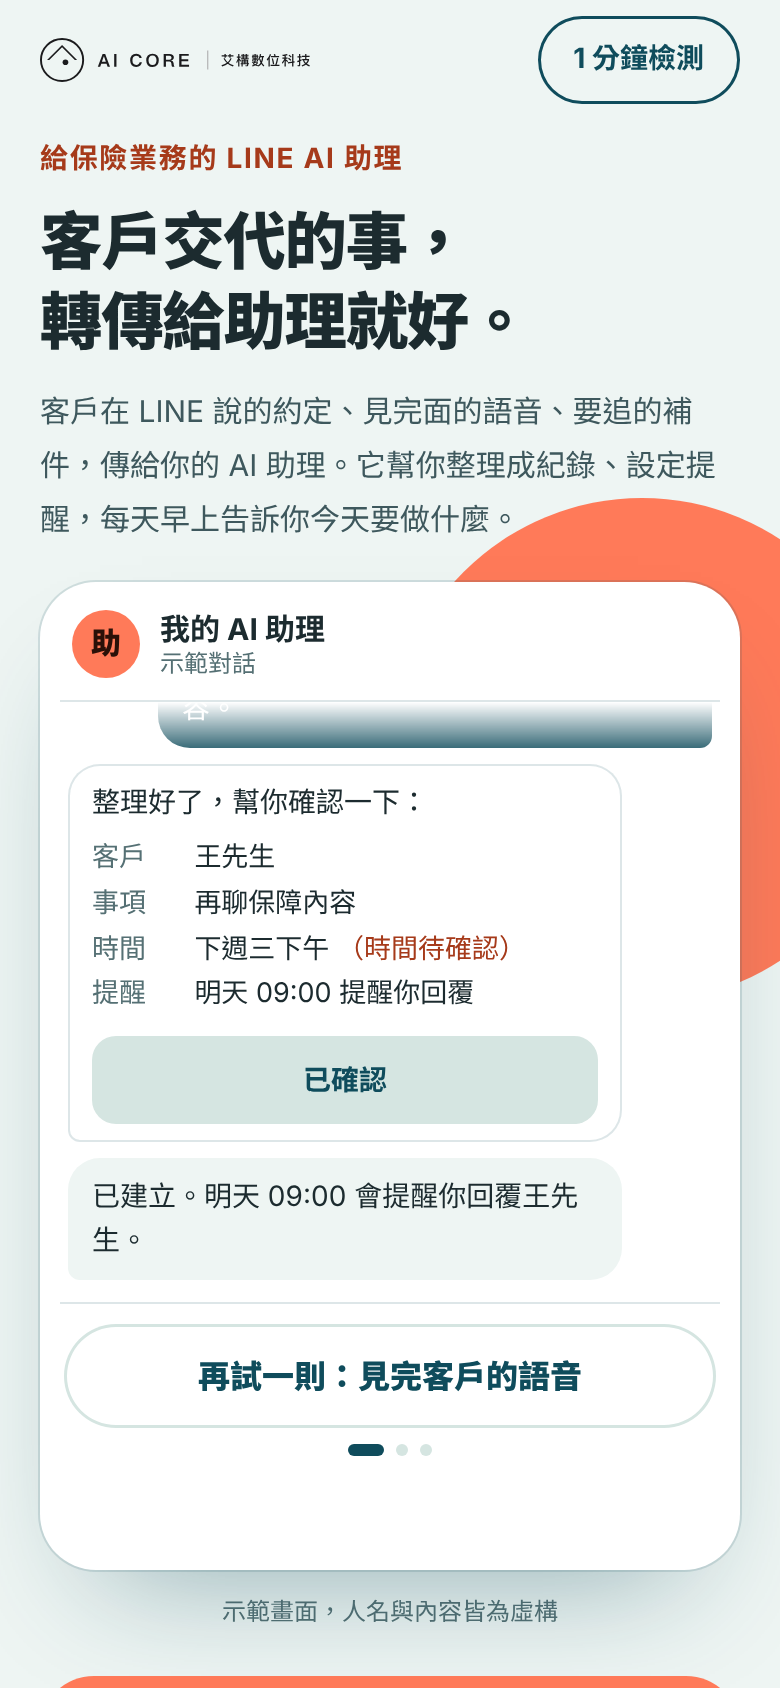 AI CORE | 艾構數位科技
1 分鐘檢測
給保險業務的 LINE AI 助理
客戶交代的事，
轉傳給助理就好。
客戶在 LINE 說的約定、見完面的語音、要追的補
件，傳給你的 AI 助理。它幫你整理成紀錄、設定提
醒，每天早上告訴你今天要做什麼。
助
我的 AI 助理
示範對話
容。
整理好了，幫你確認一下：
客戶 王先生
事項 再聊保障內容
時間 下週三下午 （時間待確認）
提醒 明天 09:00 提醒你回覆
已確認
已建立。明天 09:00 會提醒你回覆王先
生。
再試一則：見完客戶的語音
示範畫面，人名與內容皆為虛構